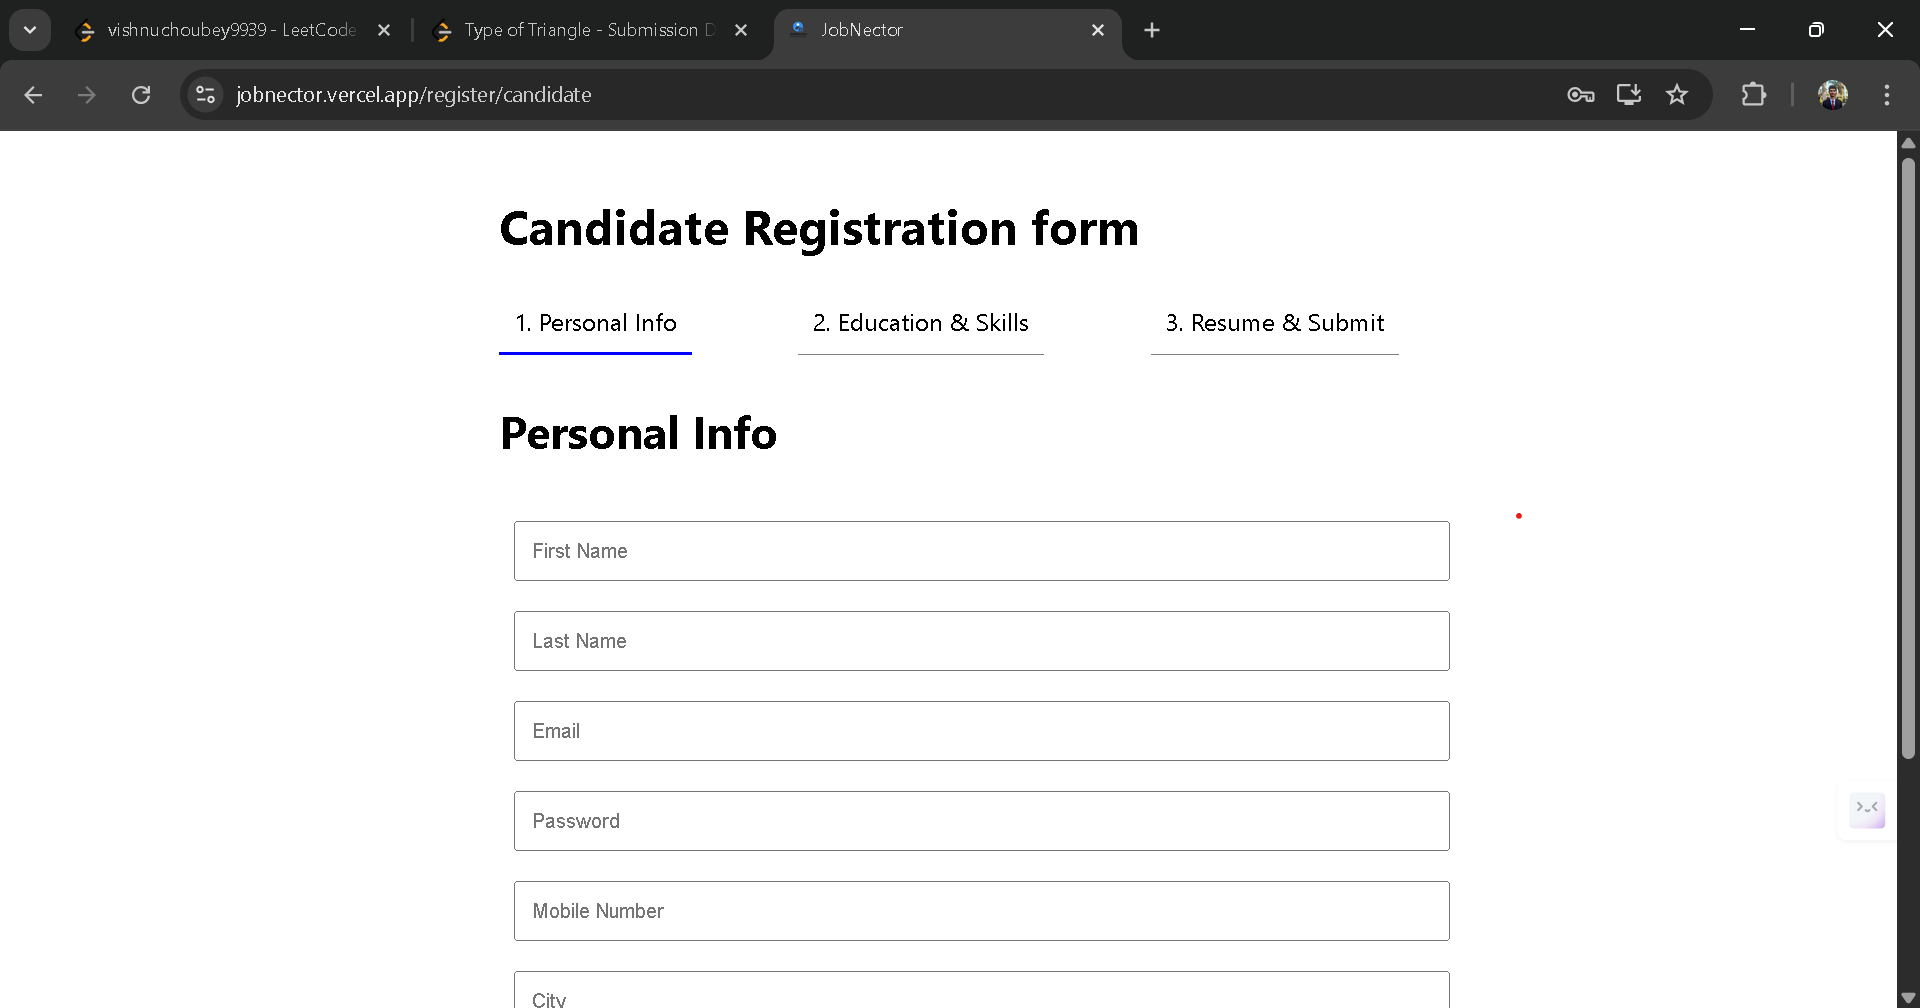 vishnuchoubey9939 - LeetCode
Type of Triangle - Submission D
JobNector
jobnector.vercel.app/register/candidate
Candidate Registration form
1. Personal Info
2. Education & Skills
3. Resume & Submit
Personal Info
First Name
Last Name
Email
Password
Mobile Number
City